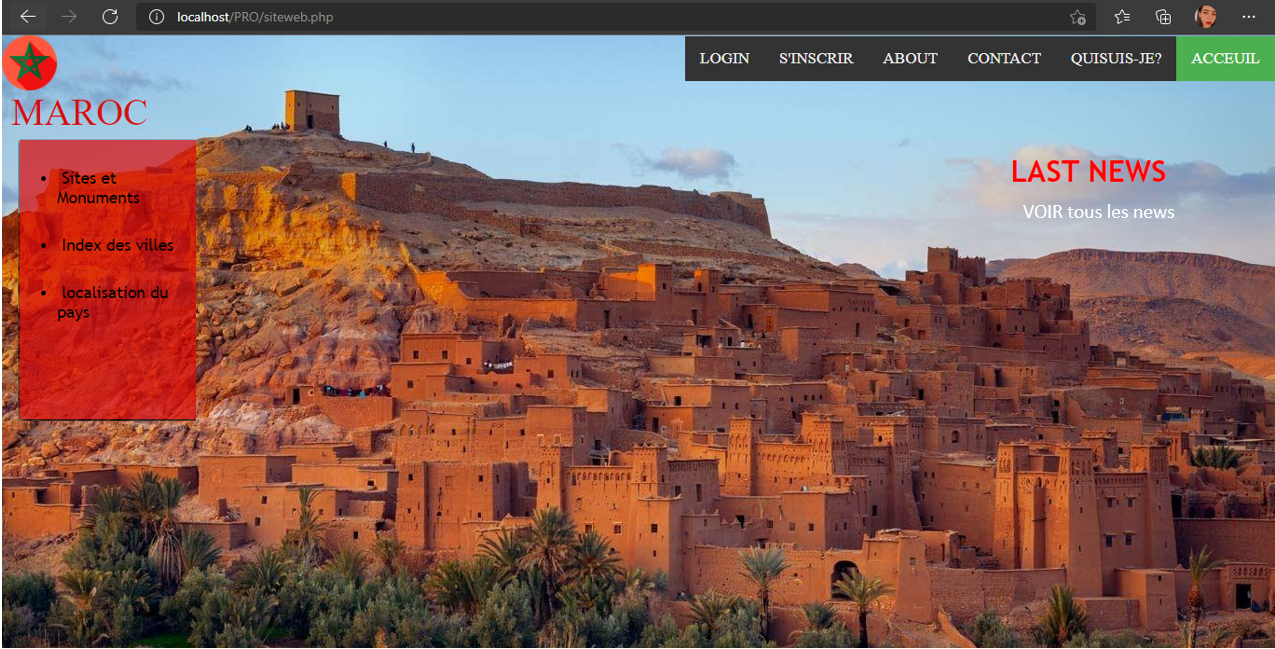 localhost/PRO/siteweb.php
LOGIN S'INSCRIR ABOUT CONTACT QUISUIS-JE? ACCEUIL
MAROC
Sites et
Monuments
Index des villes
localisation du
pays
LAST NEWS
VOIR tous les news